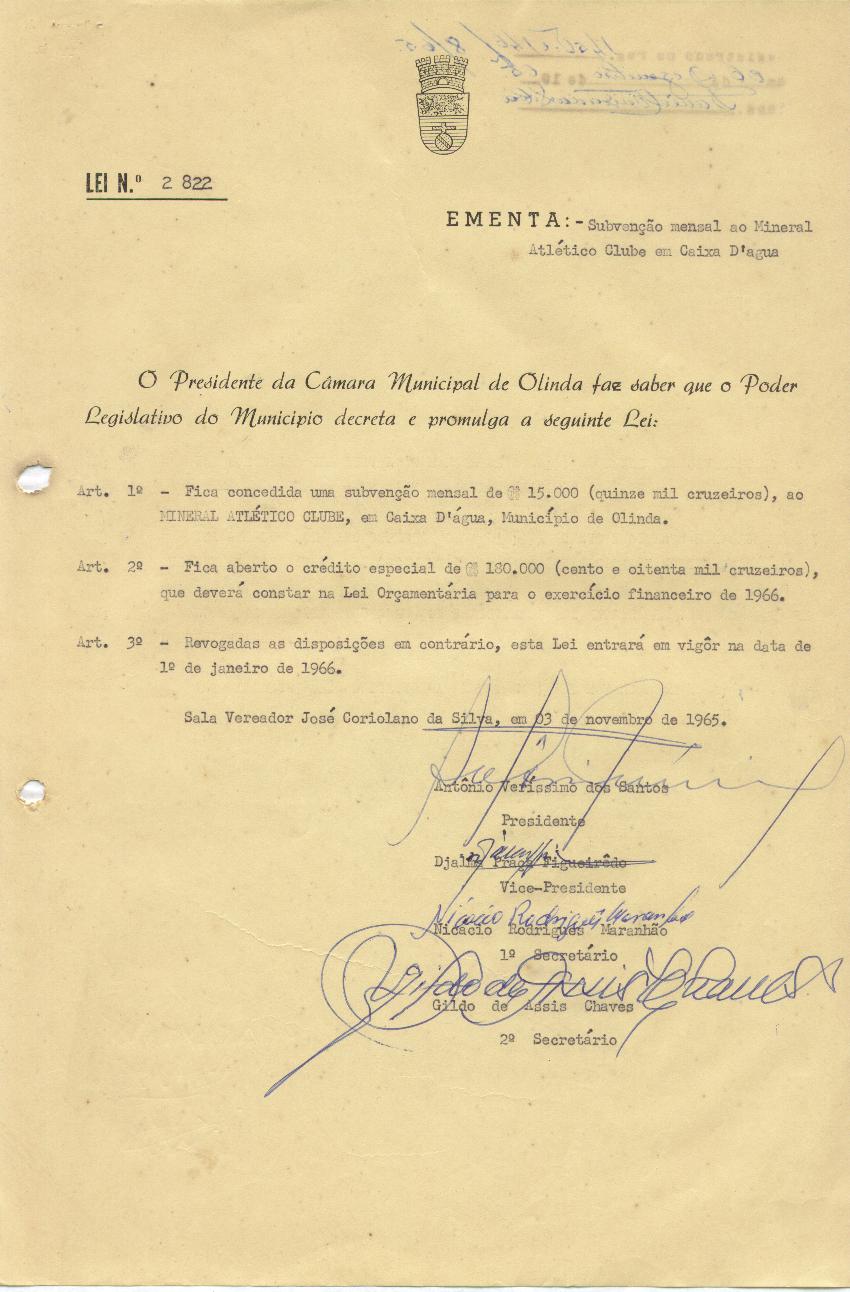 LEI N.º 2 822
EMENTA:- Subvenção mensal ao Mineral
Atlético Clube em Caixa D'agua
O Presidente da Câmara Municipal de Olinda faz saber que o Poder
Legislativo do Municipio decreta e promulga a seguinte Lei:
Art. 1º - Fica concedida uma subvenção mensal de 15.000 (quinze mil cruzeiros), ao
MINERAL ATLÉTICO CLUBE, em Caixa D'água, Município de Olinda.
Art. 2º - Fica aberto o crédito especial de 180.000 (cento e oitenta mil cruzeiros),
que deverá constar na Lei Orçamentária para o exercício financeiro de 1966.
Art. 3º - Revogadas as disposições em contrário, esta Lei entrará em vigôr na data de
1º de janeiro de 1966.
Sala Vereador José Coriolano da Silva, em 03 de novembro de 1965.
Antônio Veríssimo dos Santos
Presidente
Djalma Praça Figueirêdo
Vice-Presidente
Nicácio Rodrigues Maranhão
Nicácio Rodrigues Maranhão
1º Secretário
Gildo de Assis Chaves
Gildo de Assis Chaves
2º Secretário